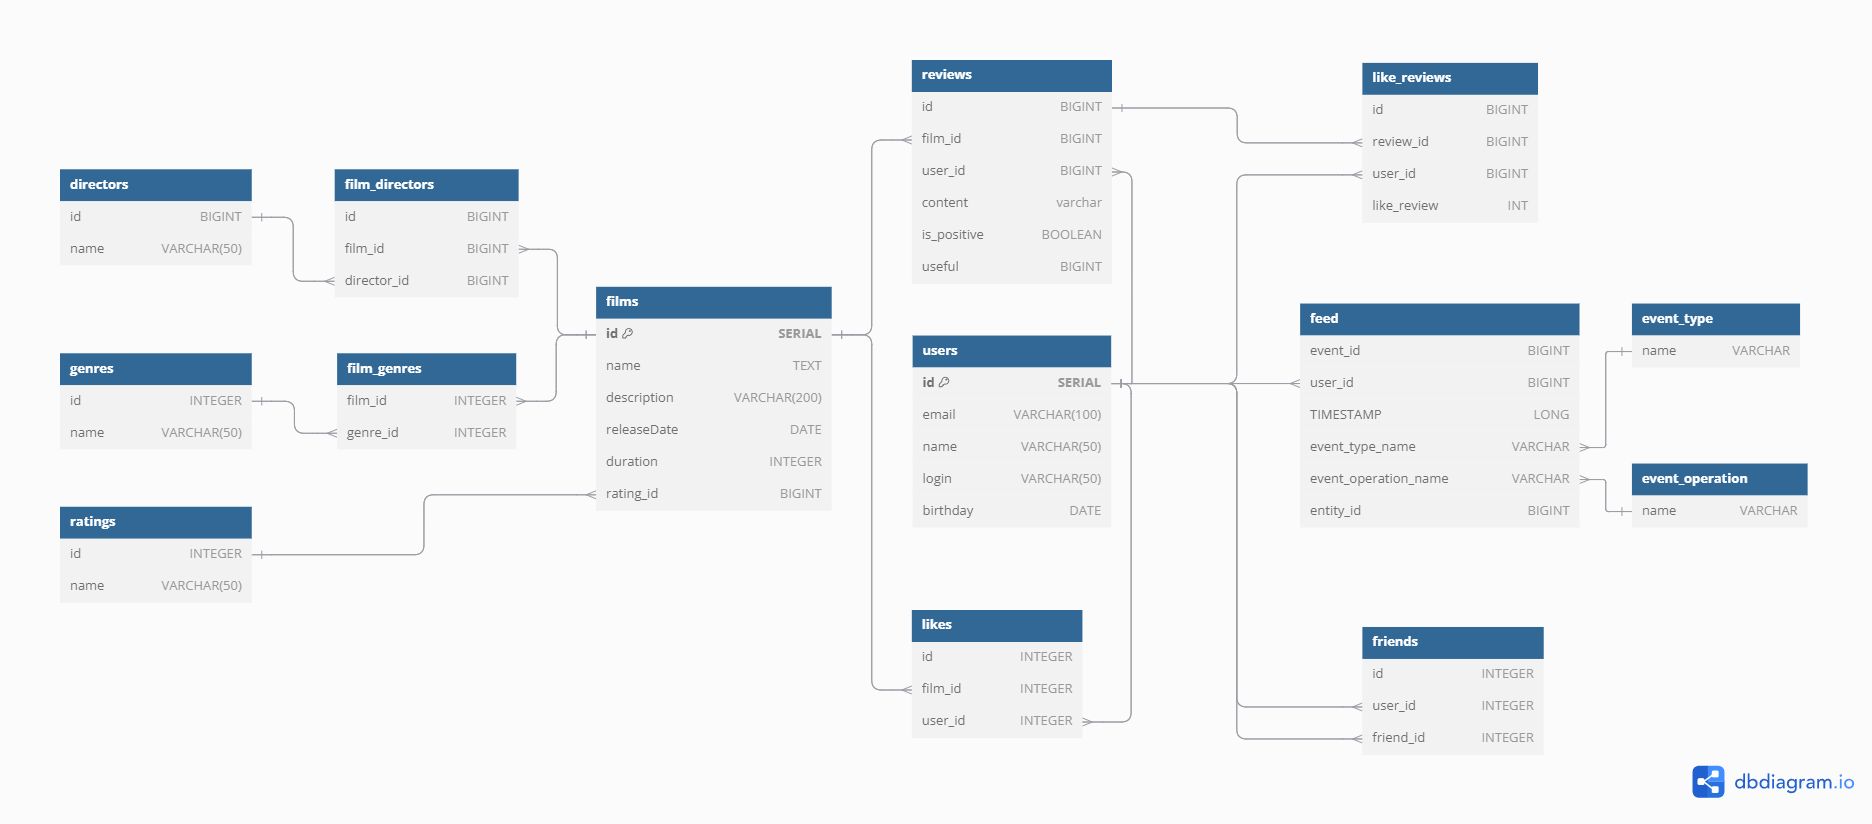 directors
id BIGINT
name VARCHAR(50)
film_directors
id BIGINT
film_id BIGINT
director_id BIGINT
genres
id INTEGER
name VARCHAR(50)
film_genres
film_id INTEGER
genre_id INTEGER
ratings
id INTEGER
name VARCHAR(50)
films
id SERIAL
name TEXT
description VARCHAR(200)
releaseDate DATE
duration INTEGER
rating_id BIGINT
reviews
id BIGINT
film_id BIGINT
user_id BIGINT
content varchar
is_positive BOOLEAN
useful BIGINT
users
id SERIAL
email VARCHAR(100)
name VARCHAR(50)
login VARCHAR(50)
birthday DATE
likes
id INTEGER
film_id INTEGER
user_id INTEGER
like_reviews
id BIGINT
review_id BIGINT
user_id BIGINT
like_review INT
feed
event_id BIGINT
user_id BIGINT
TIMESTAMP LONG
event_type_name VARCHAR
event_operation_name VARCHAR
entity_id BIGINT
event_type
name VARCHAR
event_operation
name VARCHAR
friends
id INTEGER
user_id INTEGER
friend_id INTEGER
dbdiagram.io